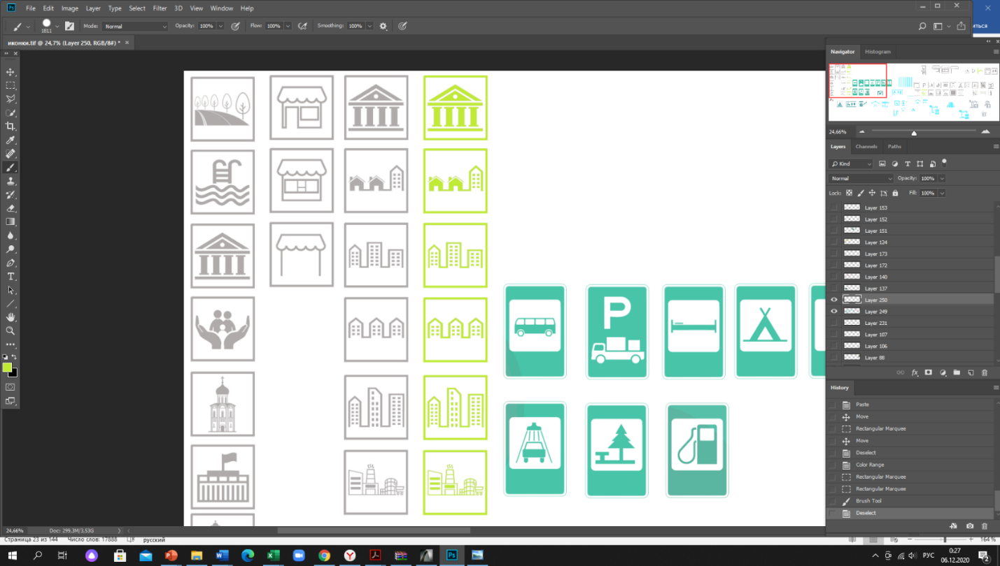 Ps File Edit Image Layer Type Select Filter 3D View Window Help
1811 Mode: Normal Opacity: 100% Flow: 100% Smoothing: 100%
иконки.tif @ 24,7% (Layer 250, RGB/8#) * ×
ться
Navigator Histogram
24,66%
Layers Channels Paths
Kind
Normal Opacity: 100%
Lock: Fill: 100%
Layer 153
Layer 152
Layer 151
Layer 124
Layer 173
Layer 172
Layer 140
Layer 137
Layer 250
Layer 249
Layer 231
Layer 107
Layer 106
Layer 88
fx
History
Paste
Move
Rectangular Marquee
Move
Deselect
Color Range
Rectangular Marquee
Rectangular Marquee
Brush Tool
Deselect
P
24,66% Doc: 299.3M/3.53G
Страница 23 из 144 Число слов: 17888 русский 164 %
РУС 0:27
06.12.2020 2